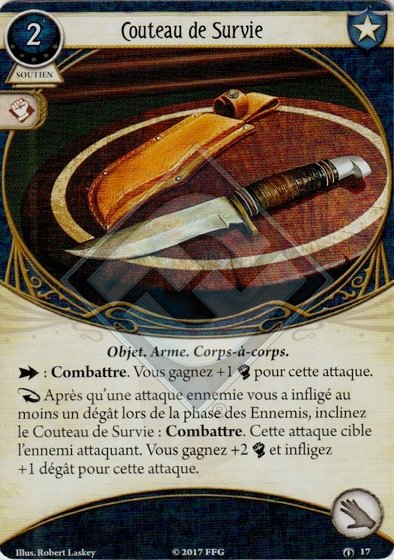 Couteau de Survie
2
SOUTIEN
Objet. Arme. Corps-à-corps.
: Combattre. Vous gagnez +1 pour cette attaque.
Après qu'une attaque ennemie vous a infligé au
moins un dégât lors de la phase des Ennemis, inclinez
le Couteau de Survie : Combattre. Cette attaque cible
l'ennemi attaquant. Vous gagnez +2 et infligez
+1 dégât pour cette attaque.
Illus. Robert Laskey
© 2017 FFG
17